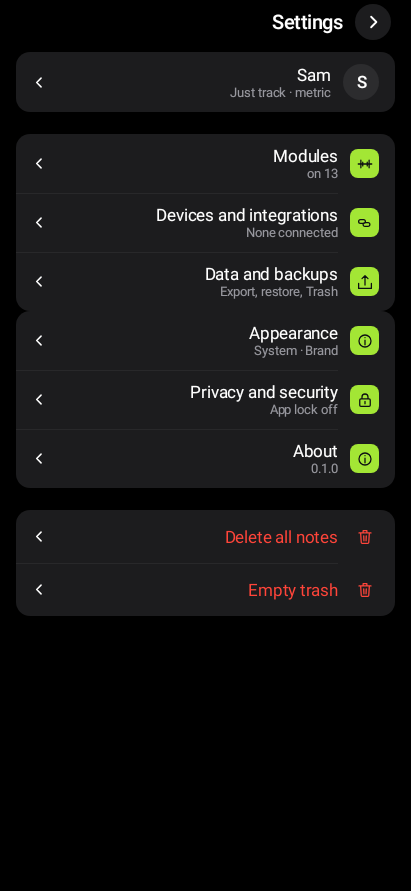 Settings
Sam
S
Just track · metric
Modules
on 13
Devices and integrations
None connected
Data and backups
Export, restore, Trash
Appearance
System · Brand
Privacy and security
App lock off
About
0.1.0
Delete all notes
Empty trash